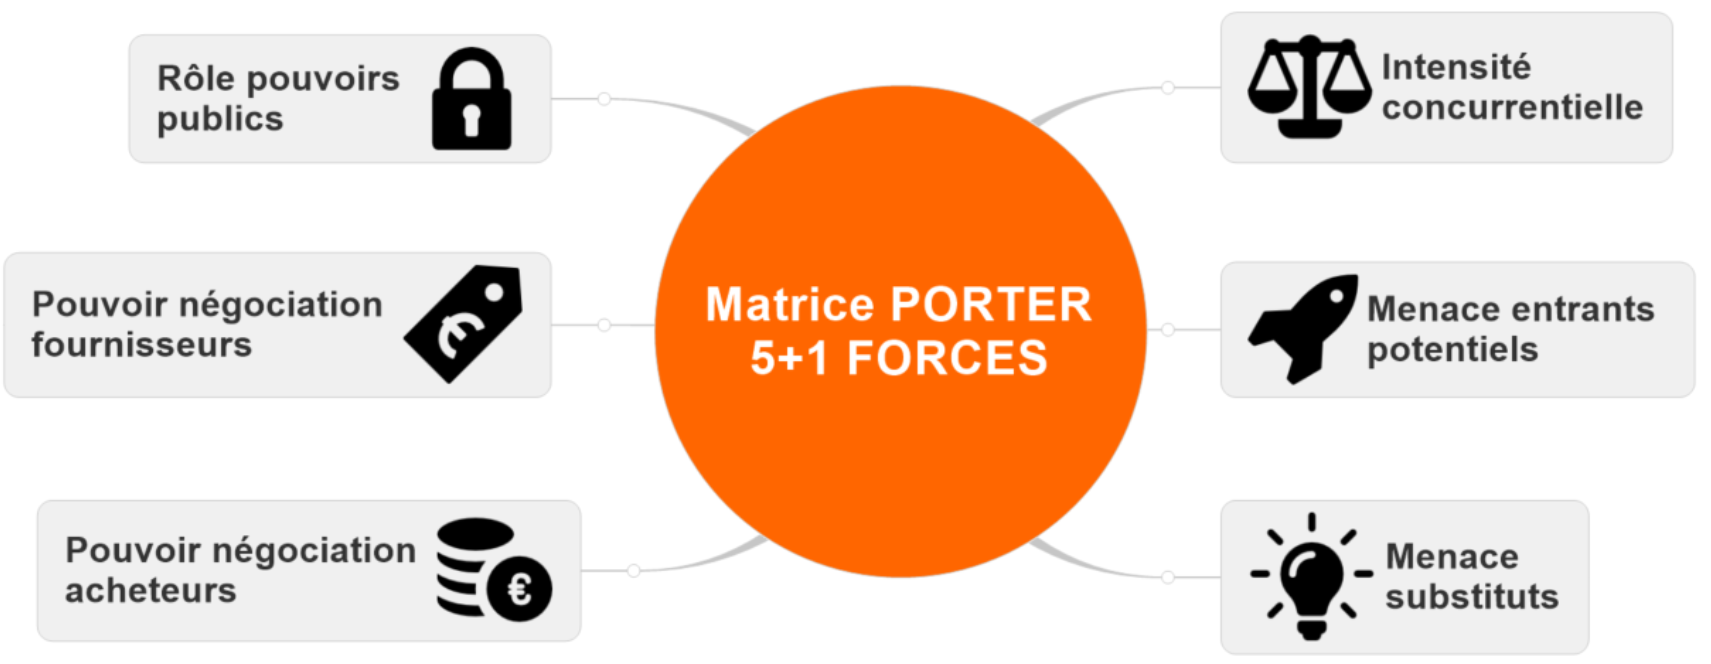 Rôle pouvoirs
publics
Pouvoir négociation
fournisseurs
€
Pouvoir négociation
acheteurs
€
Matrice PORTER
5+1 FORCES
Intensité
concurrentielle
Menace entrants
potentiels
Menace
substituts